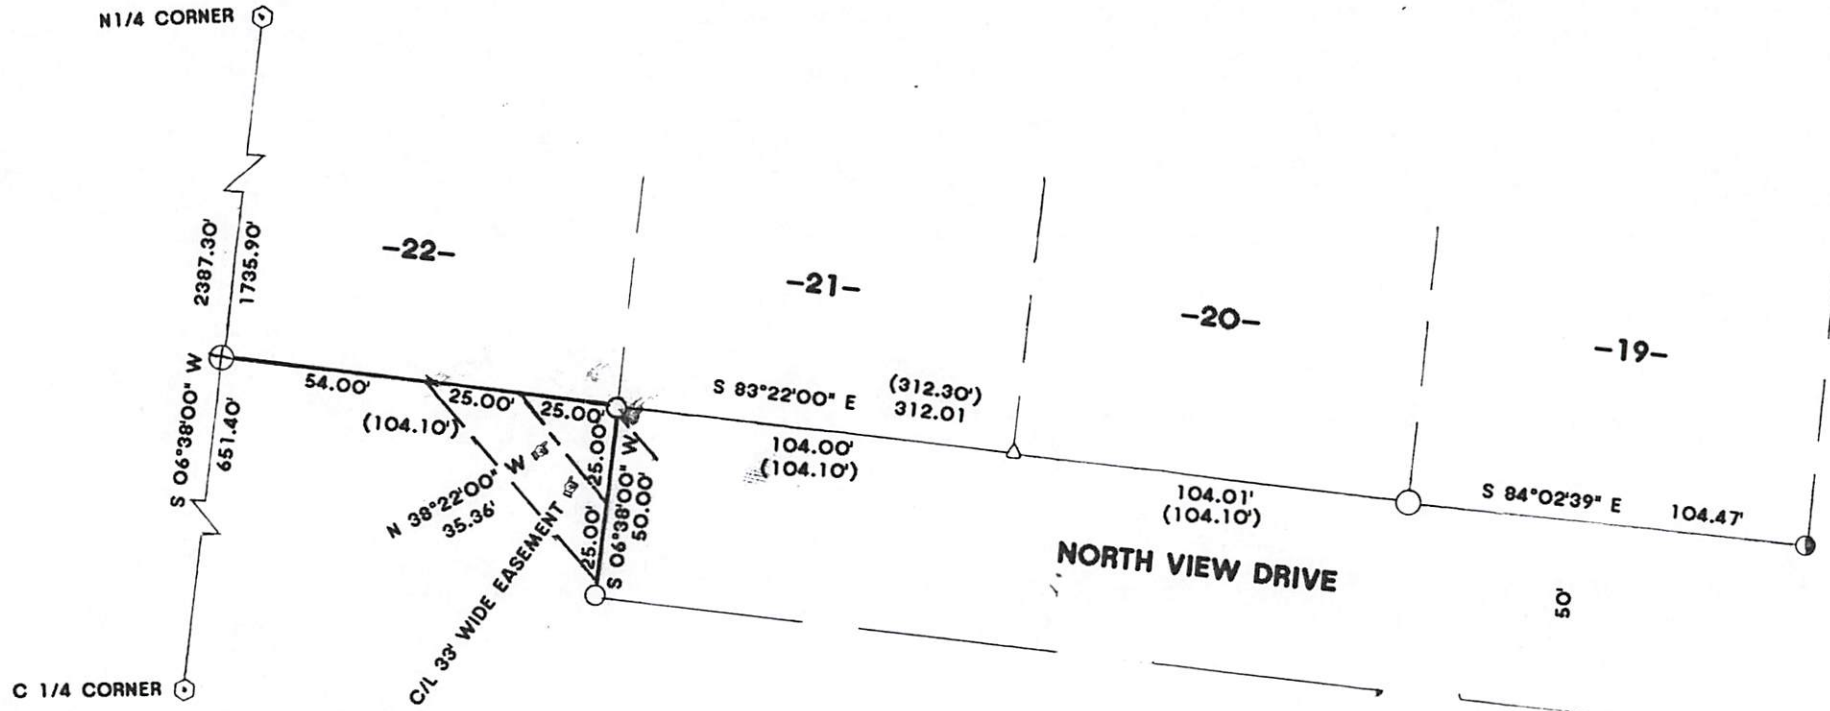 N1/4 CORNER
2387.30'
1735.90'
S 06°38'00" W
651.40'
C 1/4 CORNER
-22-
-21-
-20-
-19-
54.00'
25.00'
25.00'
(104.10')
N 38°22'00" W
35.36'
C/L 33' WIDE EASEMENT
25.00'
25.00'
S 06°38'00" W
50.00'
S 83°22'00" E
(312.30')
312.01
104.00'
(104.10')
104.01'
(104.10')
S 84°02'39" E
104.47'
NORTH VIEW DRIVE
50'